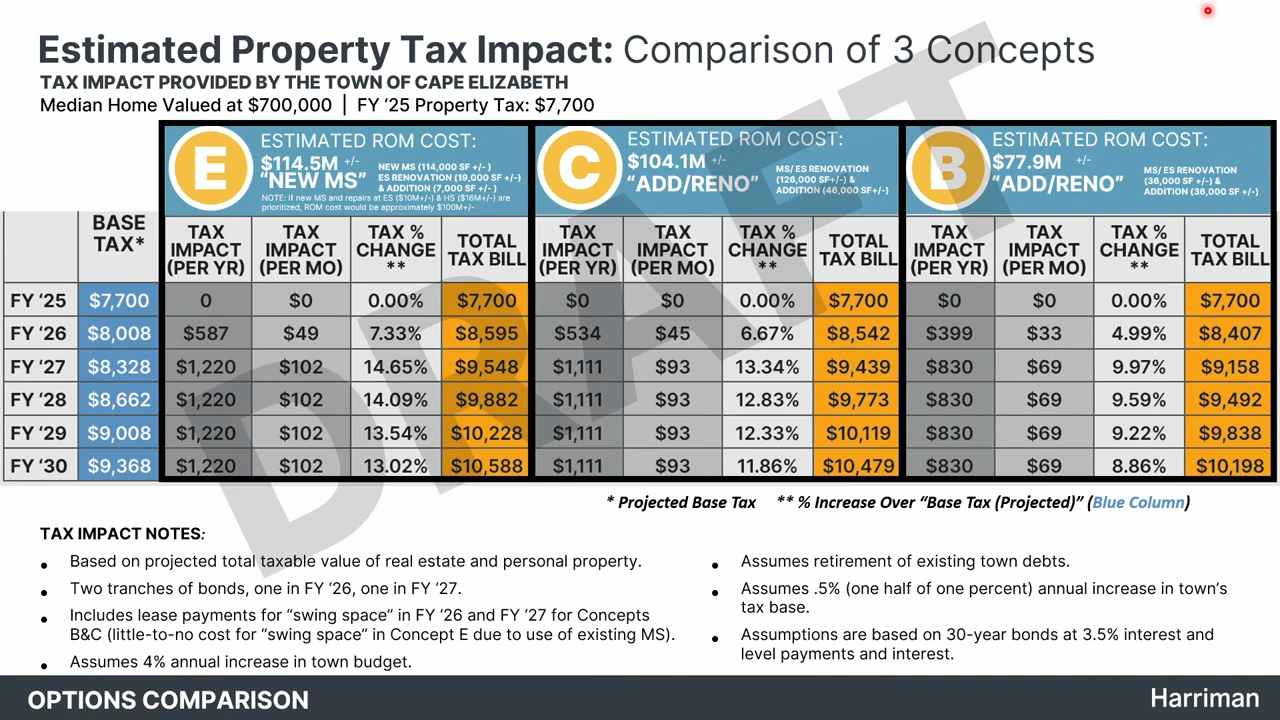 Estimated Property Tax Impact: Comparison of 3 Concepts
TAX IMPACT PROVIDED BY THE TOWN OF CAPE ELIZABETH
Median Home Valued at $700,000 | FY ‘25 Property Tax: $7,700
DRAFT
E
ESTIMATED ROM COST:
$114.5M +/-
“NEW MS”
NEW MS (114,000 SF +/- )
ES RENOVATION (19,000 SF +/-)
& ADDITION (7,000 SF +/- )
NOTE: If new MS and repairs at ES ($10M+/-) & HS ($16M+/-) are
prioritized, ROM cost would be approximately $100M+/-
C
ESTIMATED ROM COST:
$104.1M +/-
“ADD/RENO”
MS/ ES RENOVATION
(126,000 SF+/-) &
ADDITION (46,000 SF+/-)
B
ESTIMATED ROM COST:
$77.9M +/-
“ADD/RENO”
MS/ ES RENOVATION
(36,000 SF +/-) &
ADDITION (36,000 SF +/-)
BASE TAX* TAX IMPACT (PER YR) TAX IMPACT (PER MO) TAX % CHANGE ** TOTAL TAX BILL TAX IMPACT (PER YR) TAX IMPACT (PER MO) TAX % CHANGE ** TOTAL TAX BILL TAX IMPACT (PER YR) TAX IMPACT (PER MO) TAX % CHANGE ** TOTAL TAX BILL
FY ‘25 $7,700 0 $0 0.00% $7,700 $0 $0 0.00% $7,700 $0 $0 0.00% $7,700
FY ‘26 $8,008 $587 $49 7.33% $8,595 $534 $45 6.67% $8,542 $399 $33 4.99% $8,407
FY ‘27 $8,328 $1,220 $102 14.65% $9,548 $1,111 $93 13.34% $9,439 $830 $69 9.97% $9,158
FY ‘28 $8,662 $1,220 $102 14.09% $9,882 $1,111 $93 12.83% $9,773 $830 $69 9.59% $9,492
FY ‘29 $9,008 $1,220 $102 13.54% $10,228 $1,111 $93 12.33% $10,119 $830 $69 9.22% $9,838
FY ‘30 $9,368 $1,220 $102 13.02% $10,588 $1,111 $93 11.86% $10,479 $830 $69 8.86% $10,198
* Projected Base Tax ** % Increase Over “Base Tax (Projected)” (Blue Column)
TAX IMPACT NOTES:
• Based on projected total taxable value of real estate and personal property.
• Two tranches of bonds, one in FY ‘26, one in FY ‘27.
• Includes lease payments for “swing space” in FY ‘26 and FY ‘27 for Concepts
B&C (little-to-no cost for “swing space” in Concept E due to use of existing MS).
• Assumes 4% annual increase in town budget.
• Assumes retirement of existing town debts.
• Assumes .5% (one half of one percent) annual increase in town’s
tax base.
• Assumptions are based on 30-year bonds at 3.5% interest and
level payments and interest.
OPTIONS COMPARISON
Harriman